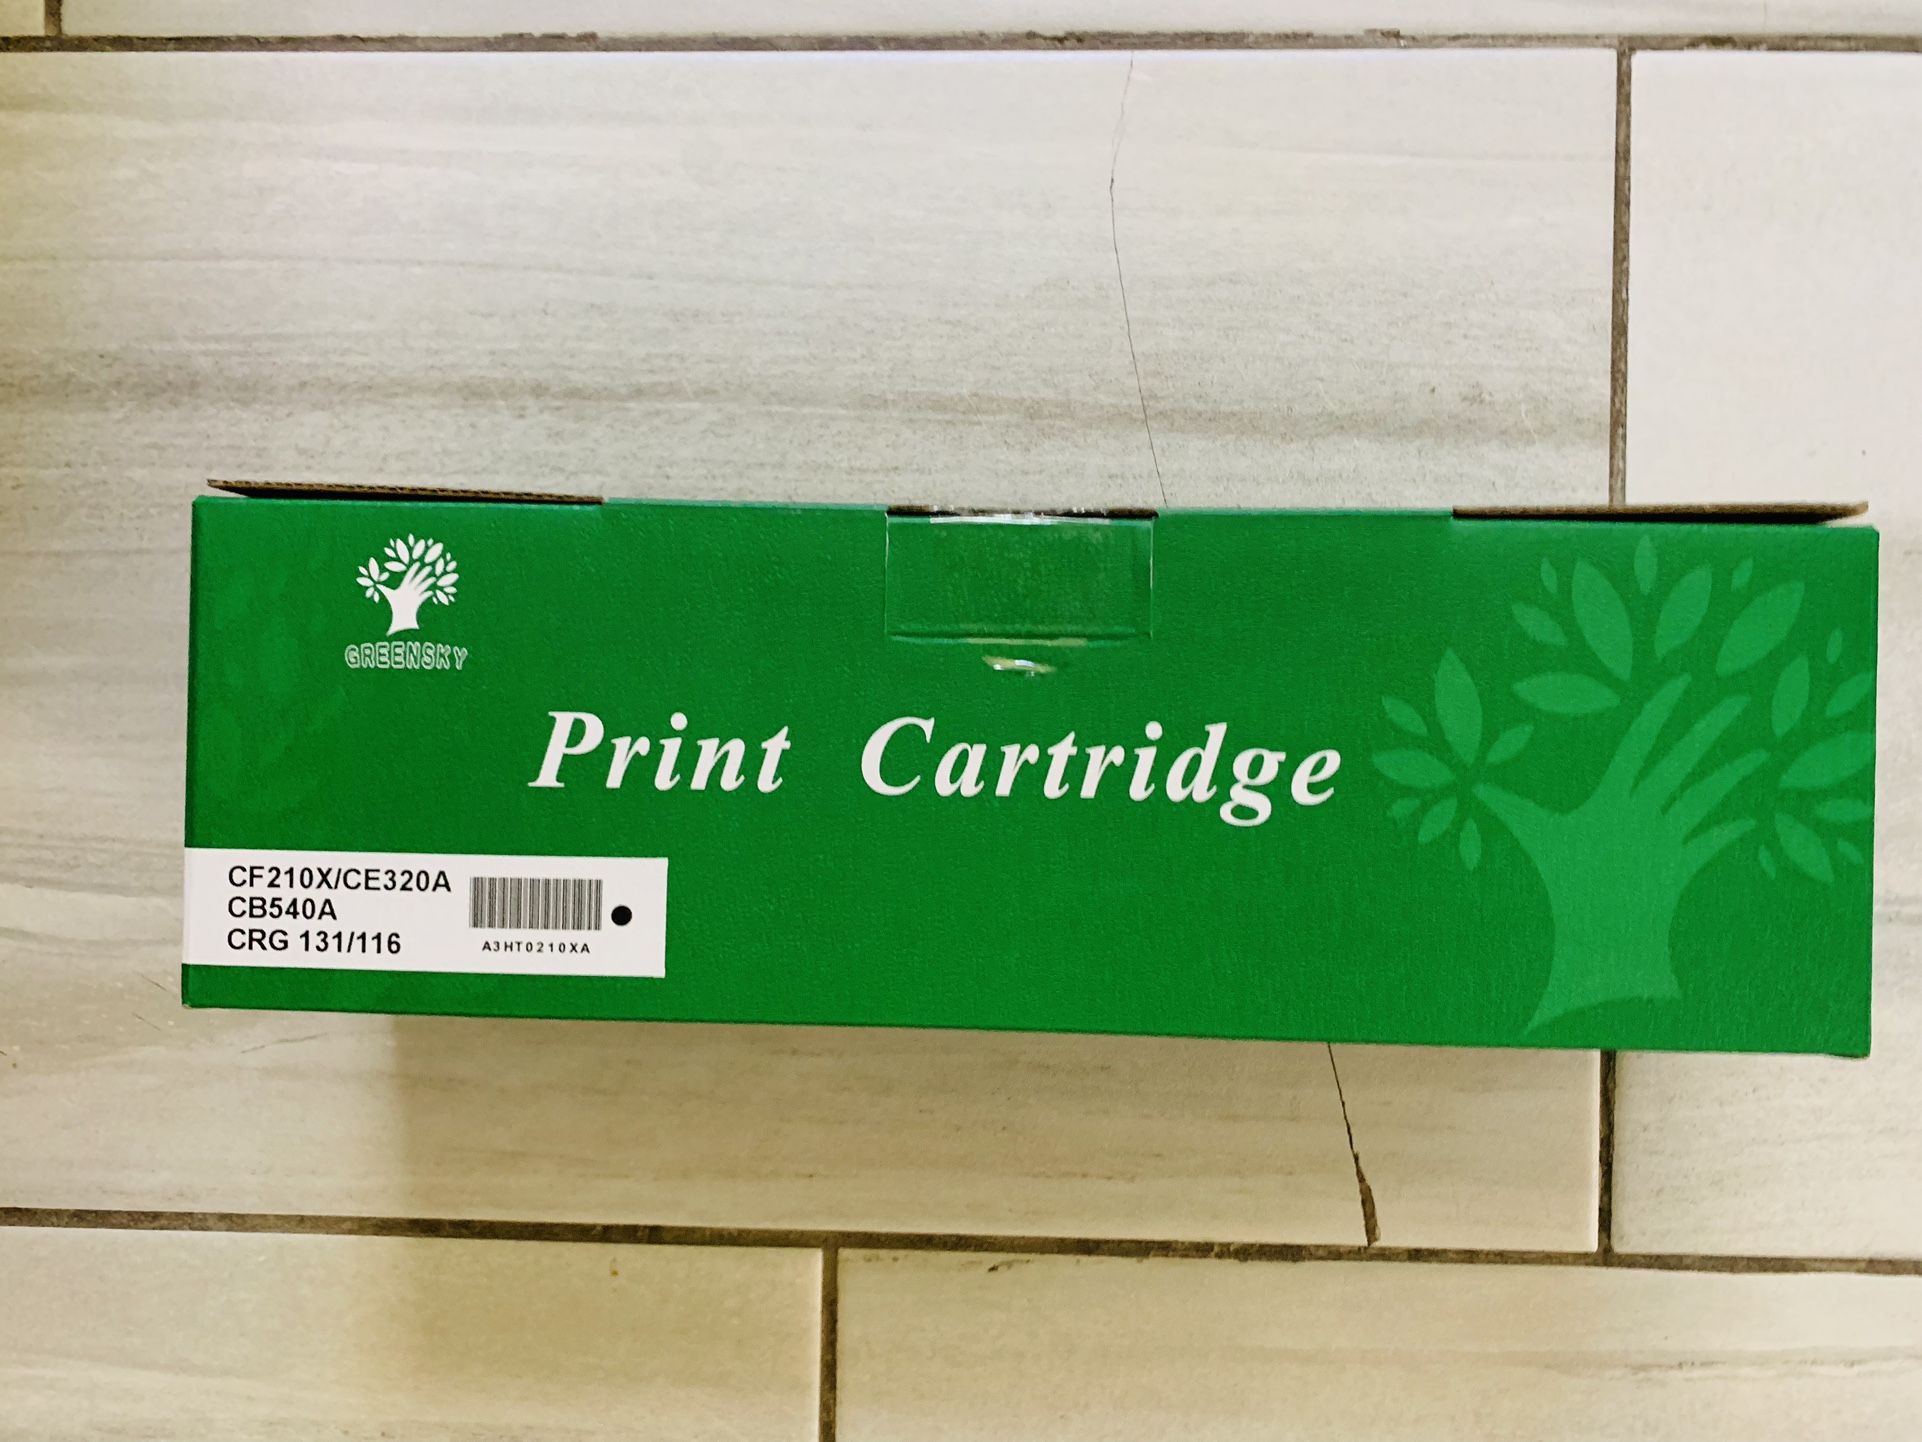 GREENSKY
Print Cartridge
CF210X/CE320A
CB540A
CRG 131/116
A3HT0210XA